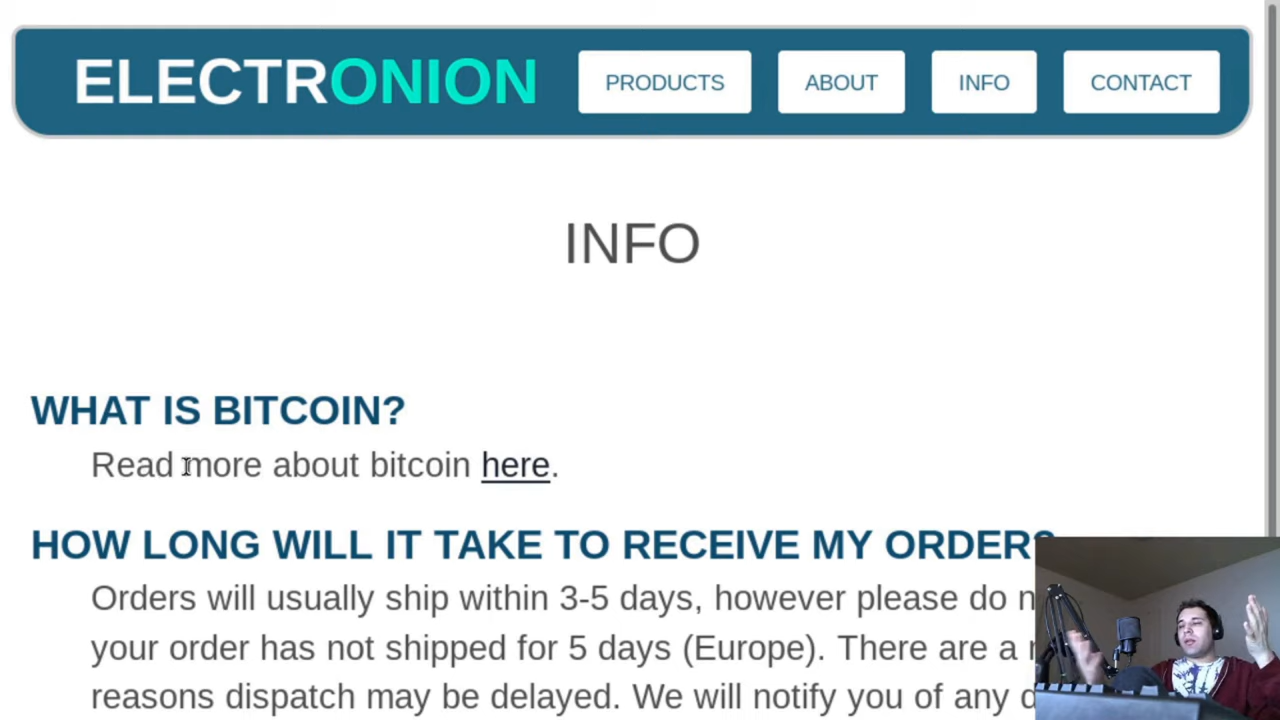 ELECTRONION
PRODUCTS
ABOUT
INFO
CONTACT
INFO
WHAT IS BITCOIN?
Read more about bitcoin here.
HOW LONG WILL IT TAKE TO RECEIVE MY ORDER?
Orders will usually ship within 3-5 days, however please do
your order has not shipped for 5 days (Europe). There are a
reasons dispatch may be delayed. We will notify you of any